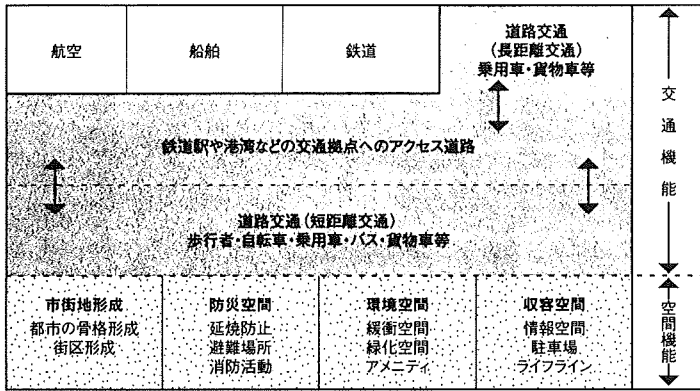 航空
船舶
鉄道
道路交通
(長距離交通)
乗用車・貨物車等
鉄道駅や港湾などの交通拠点へのアクセス道路
道路交通(短距離交通)
歩行者・自転車・乗用車・バス・貨物車等
交通機能
市街地形成
都市の骨格形成
街区形成
防災空間
延焼防止
避難場所
消防活動
環境空間
緩衝空間
緑化空間
アメニティ
収容空間
情報空間
駐車場
ライフライン
空間機能